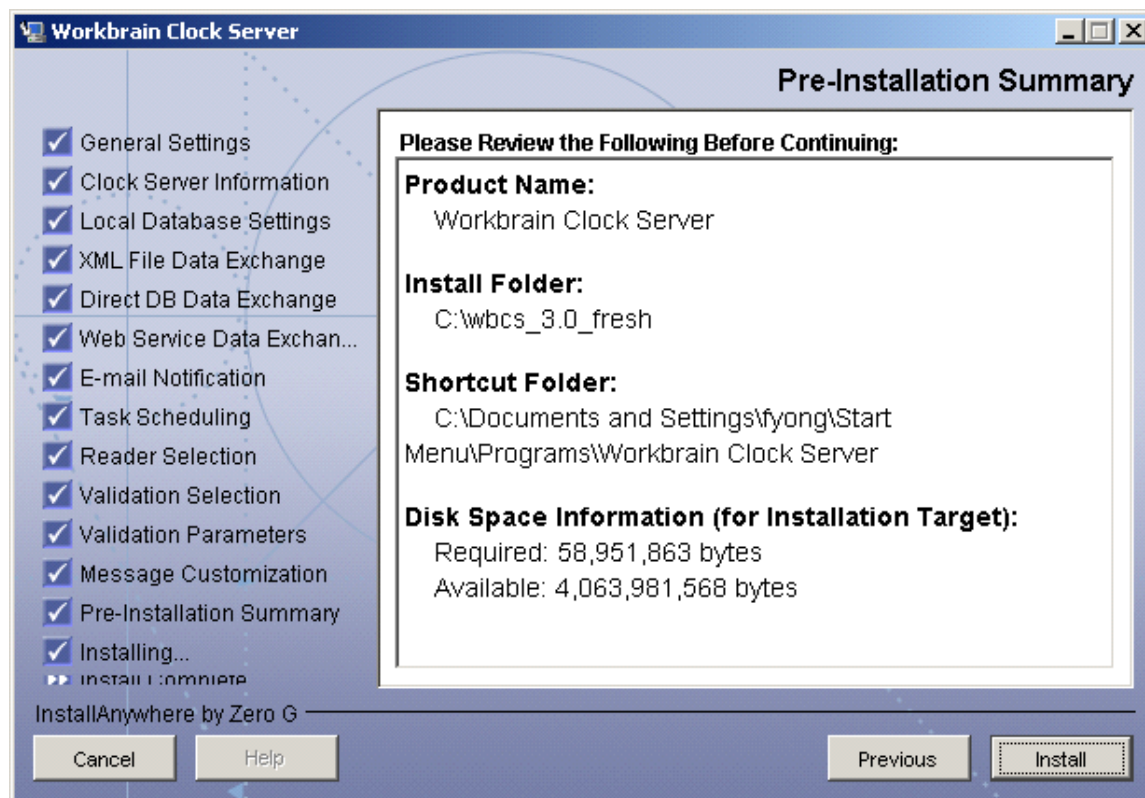 Workbrain Clock Server
Pre-Installation Summary
General Settings
Clock Server Information
Local Database Settings
XML File Data Exchange
Direct DB Data Exchange
Web Service Data Exchan...
E-mail Notification
Task Scheduling
Reader Selection
Validation Selection
Validation Parameters
Message Customization
Pre-Installation Summary
Installing...
Install Complete
Please Review the Following Before Continuing:
Product Name:
Workbrain Clock Server
Install Folder:
C:\wbcs_3.0_fresh
Shortcut Folder:
C:\Documents and Settings\fyong\Start
Menu\Programs\Workbrain Clock Server
Disk Space Information (for Installation Target):
Required: 58,951,863 bytes
Available: 4,063,981,568 bytes
InstallAnywhere by Zero G
Cancel
Help
Previous
Install